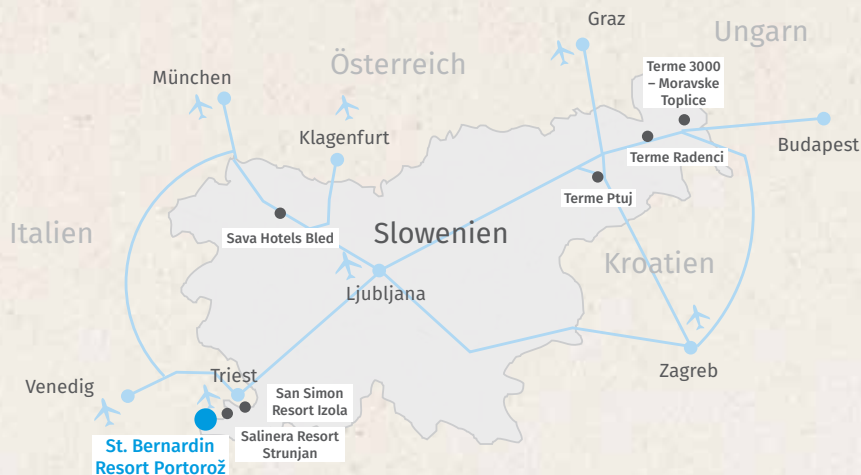 Graz
Ungarn
Österreich
Terme 3000
– Moravske
Toplice
München
Klagenfurt
Budapest
Terme Radenci
Terme Ptuj
Italien
Sava Hotels Bled
Slowenien
Kroatien
Ljubljana
Zagreb
Triest
Venedig
San Simon
Resort Izola
Salinera Resort
Strunjan
St. Bernardin
Resort Portorož